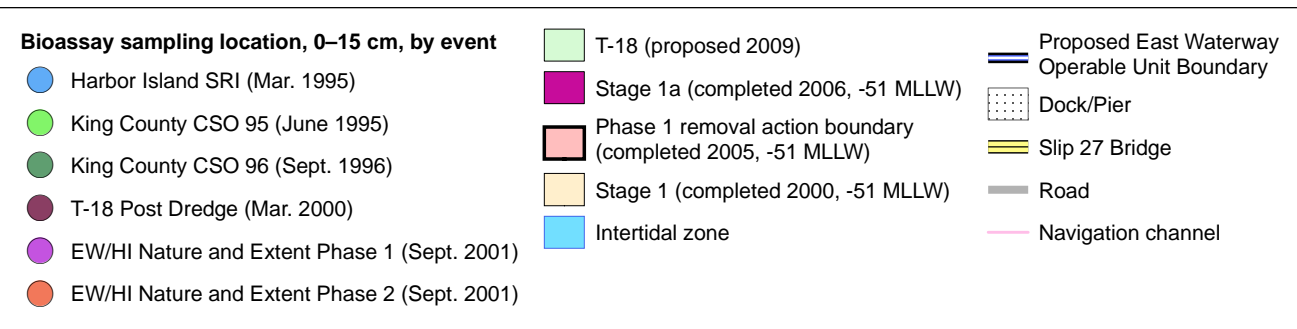 Bioassay sampling location, 0–15 cm, by event
Harbor Island SRI (Mar. 1995)
King County CSO 95 (June 1995)
King County CSO 96 (Sept. 1996)
T-18 Post Dredge (Mar. 2000)
EW/HI Nature and Extent Phase 1 (Sept. 2001)
EW/HI Nature and Extent Phase 2 (Sept. 2001)
T-18 (proposed 2009)
Stage 1a (completed 2006, -51 MLLW)
Phase 1 removal action boundary
(completed 2005, -51 MLLW)
Stage 1 (completed 2000, -51 MLLW)
Intertidal zone
Proposed East Waterway
Operable Unit Boundary
Dock/Pier
Slip 27 Bridge
Road
Navigation channel